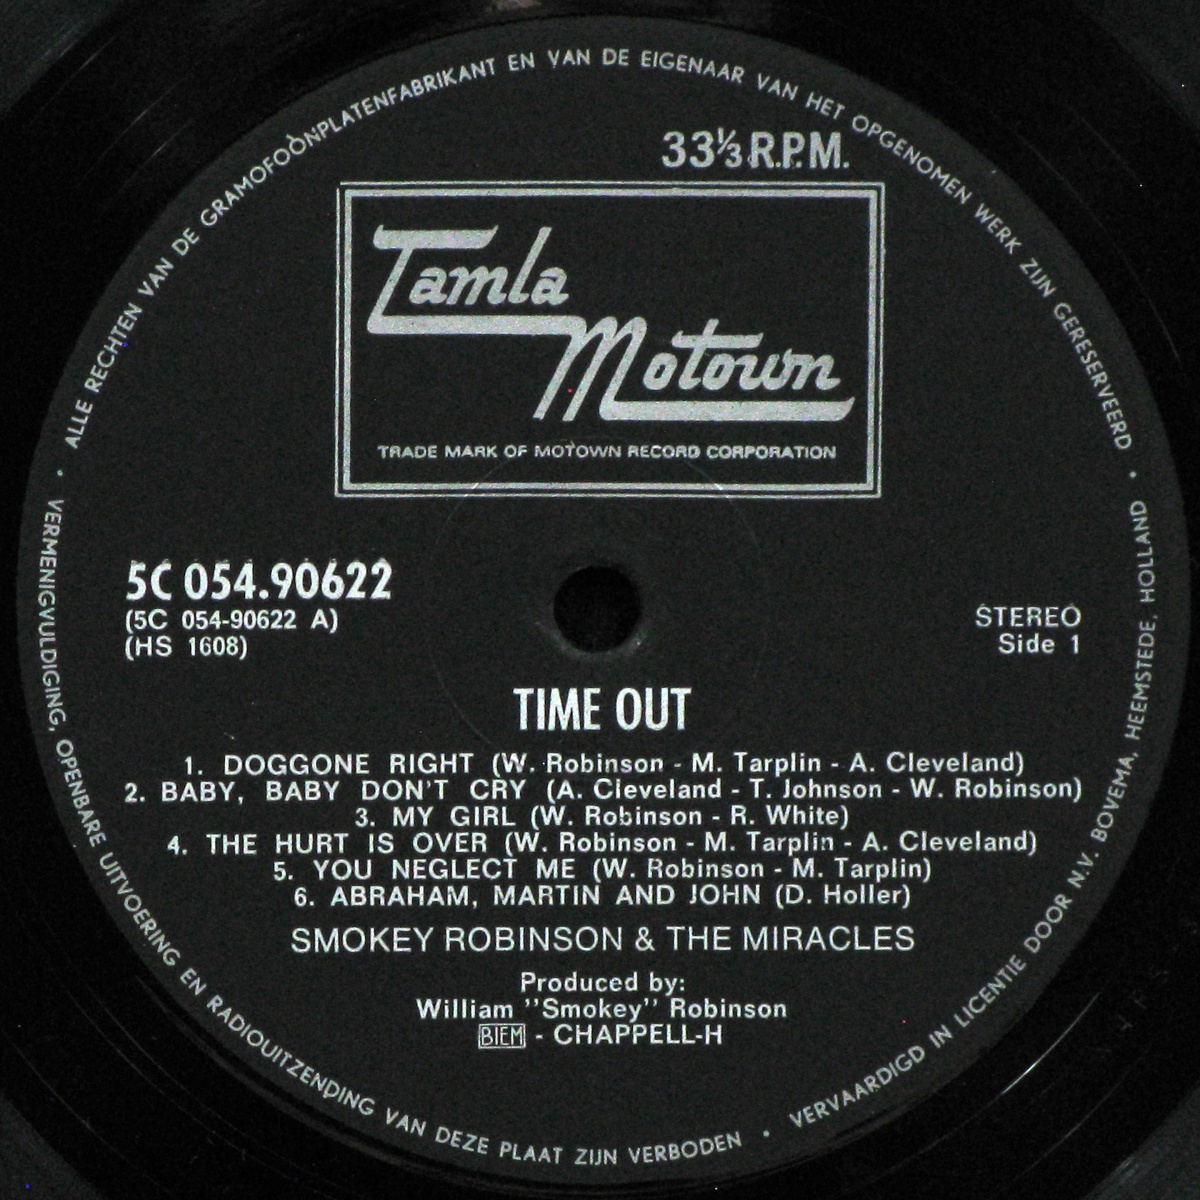 ALLE RECHTEN VAN DE GRAMOFOONPLATENFABRIKANT EN VAN DE EIGENAAR VAN HET OPGENOMEN WERK ZIJN GERESERVEERD •
33⅓ R.P.M.
Tamla
Motown
TRADE MARK OF MOTOWN RECORD CORPORATION
5C 054.90622
(5C 054-90622 A)
(HS 1608)
STEREO
Side 1
TIME OUT
1. DOGGONE RIGHT (W. Robinson - M. Tarplin - A. Cleveland)
2. BABY, BABY DON'T CRY (A. Cleveland - T. Johnson - W. Robinson)
3. MY GIRL (W. Robinson - R. White)
4. THE HURT IS OVER (W. Robinson - M. Tarplin - A. Cleveland)
5. YOU NEGLECT ME (W. Robinson - M. Tarplin)
6. ABRAHAM, MARTIN AND JOHN (D. Holler)
SMOKEY ROBINSON & THE MIRACLES
Produced by:
William ''Smokey'' Robinson
BIEM - CHAPPELL-H
• VERMENIGVULDIGING, OPENBARE UITVOERING EN RADIOUITZENDING VAN DEZE PLAAT ZIJN VERBODEN •
VERVAARDIGD IN LICENTIE DOOR N.V. BOVEMA, HEEMSTEDE, HOLLAND